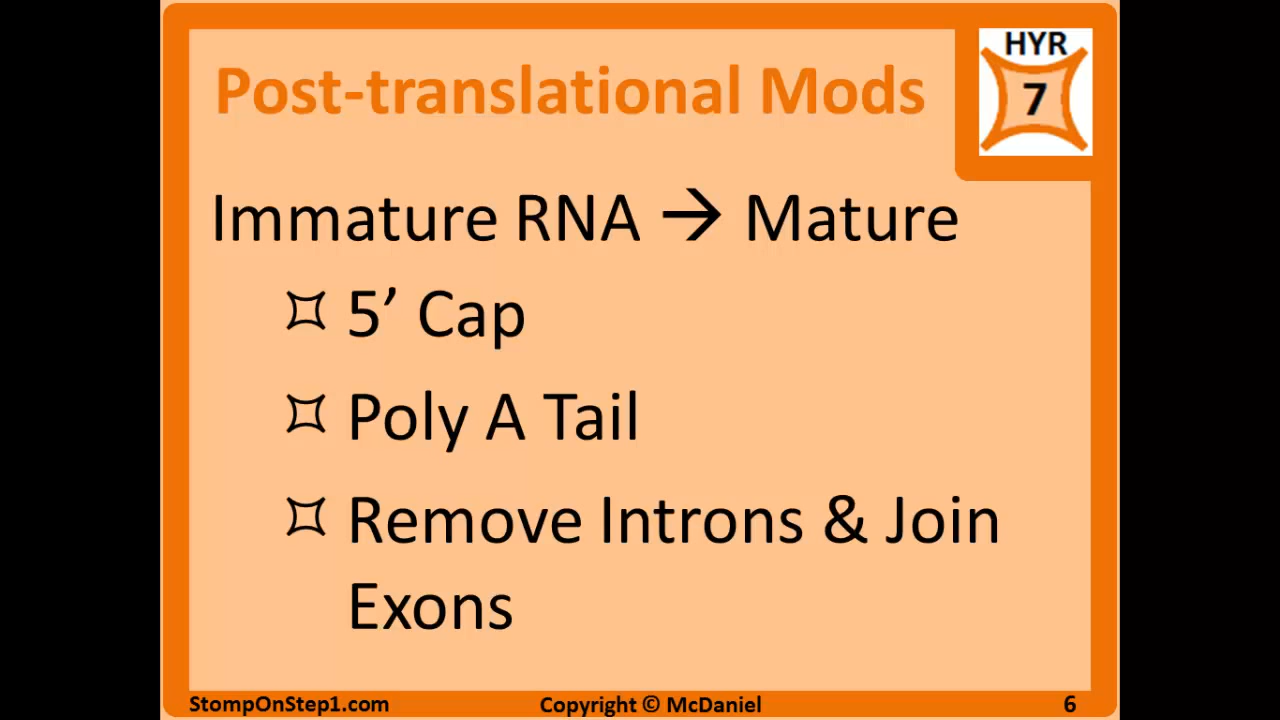 Post-translational Mods
HYR
7
Immature RNA → Mature
5’ Cap
Poly A Tail
Remove Introns & Join
Exons
StompOnStep1.com
Copyright © McDaniel
6